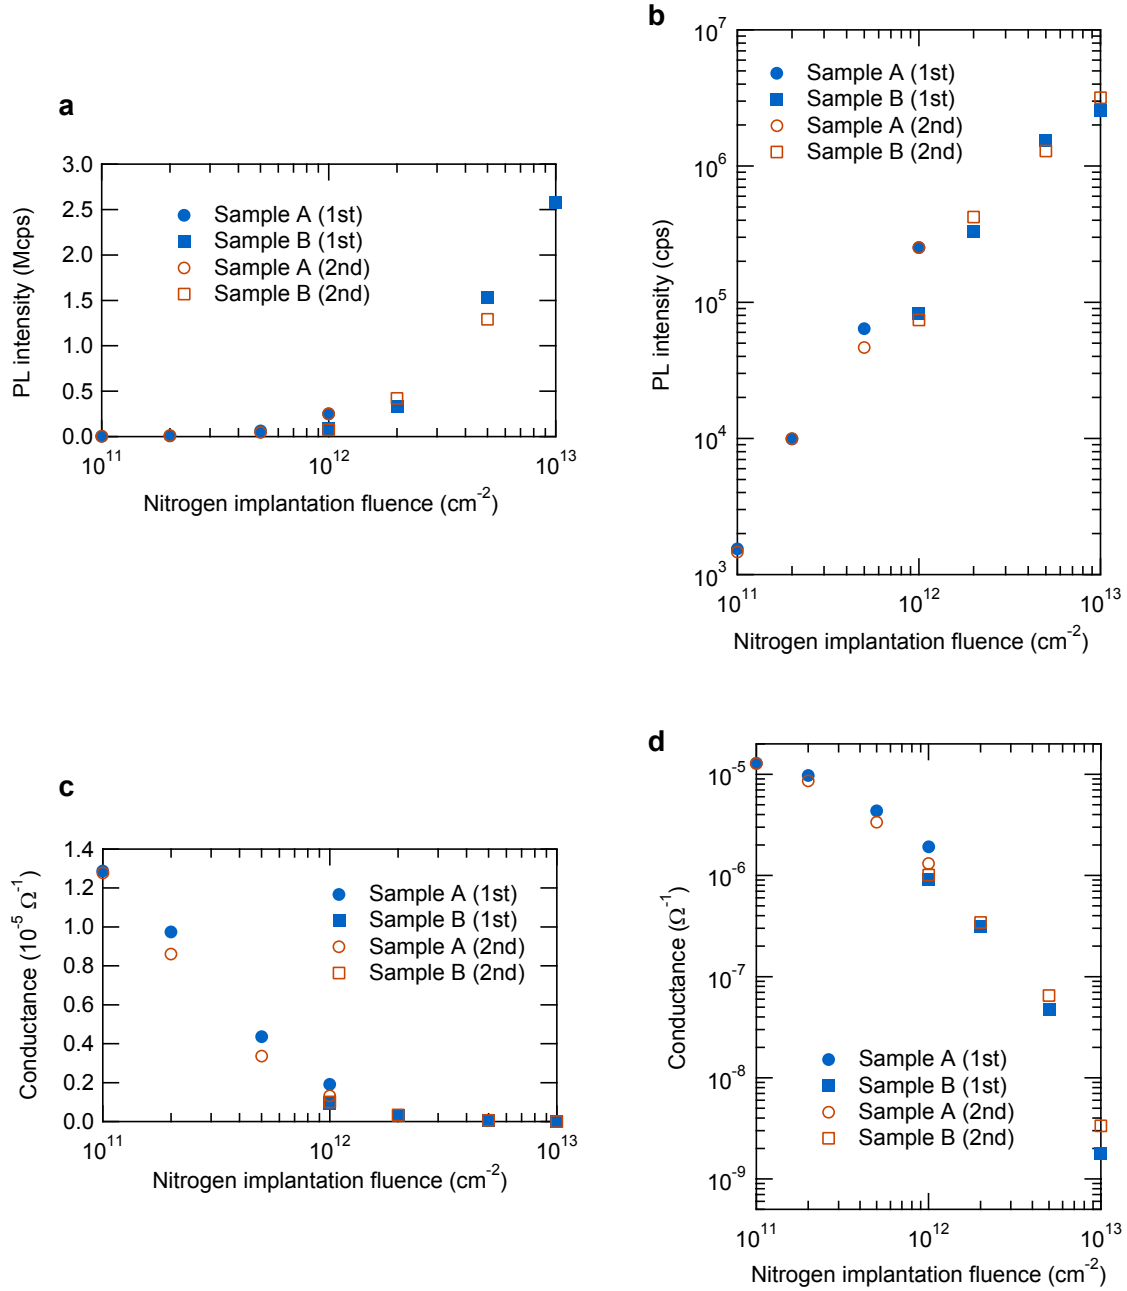 a
3.0
2.5
2.0
1.5
1.0
0.5
0.0
PL intensity (Mcps)
Sample A (1st)
Sample B (1st)
Sample A (2nd)
Sample B (2nd)
10^11
10^12
10^13
Nitrogen implantation fluence (cm^-2)
b
10^7
10^6
10^5
10^4
10^3
PL intensity (cps)
Sample A (1st)
Sample B (1st)
Sample A (2nd)
Sample B (2nd)
10^11
10^12
10^13
Nitrogen implantation fluence (cm^-2)
c
1.4
1.2
1.0
0.8
0.6
0.4
0.2
0.0
Conductance (10^-5 Ω^-1)
Sample A (1st)
Sample B (1st)
Sample A (2nd)
Sample B (2nd)
10^11
10^12
10^13
Nitrogen implantation fluence (cm^-2)
d
10^-5
10^-6
10^-7
10^-8
10^-9
Conductance (Ω^-1)
Sample A (1st)
Sample B (1st)
Sample A (2nd)
Sample B (2nd)
10^11
10^12
10^13
Nitrogen implantation fluence (cm^-2)